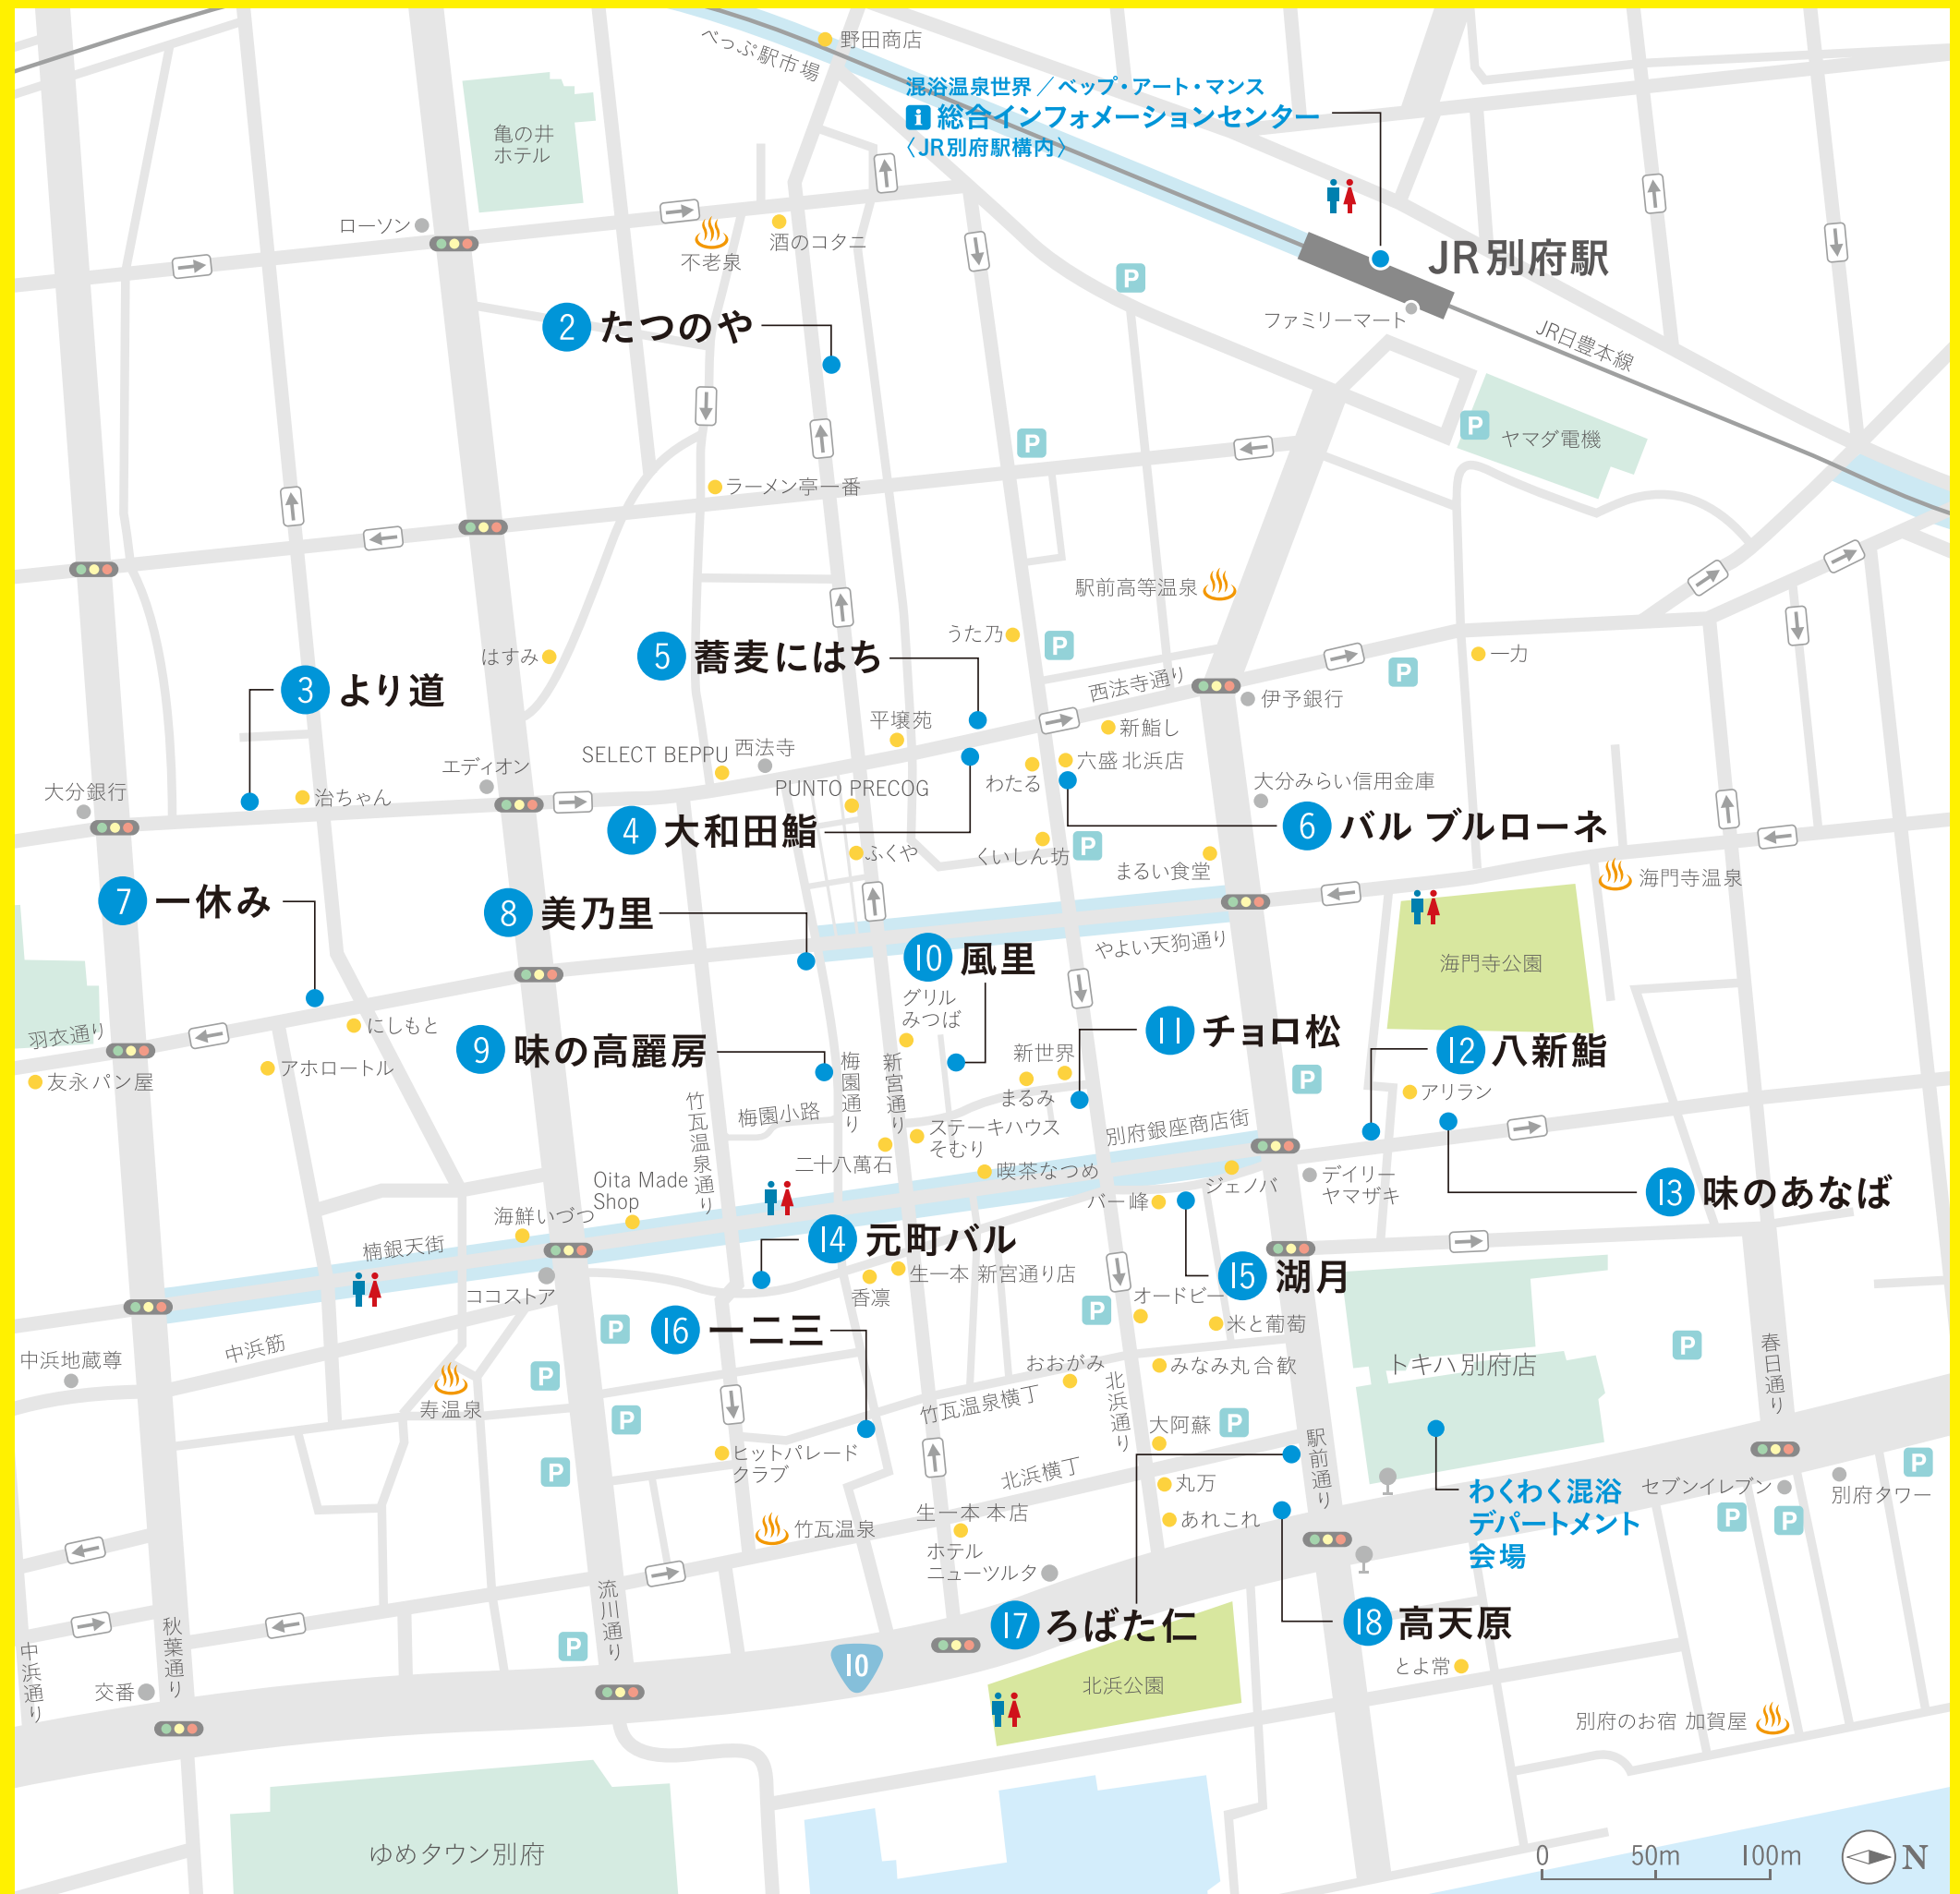 野田商店
べっぷ駅市場
混浴温泉世界／ベップ・アート・マンス
i 総合インフォメーションセンター
〈JR別府駅構内〉
亀の井
ホテル
ローソン
不老泉
酒のコタニ
JR別府駅
ファミリーマート
JR日豊本線
P
2 たつのや
P
P
ヤマダ電機
ラーメン亭一番
駅前高等温泉
うた乃
P
はすみ
5 蕎麦にはち
一力
P
3 より道
西法寺通り
伊予銀行
平壌苑
新鮨し
SELECT BEPPU
西法寺
六盛 北浜店
エディオン
わたる
大分銀行
治ちゃん
PUNTO PRECOG
大分みらい信用金庫
4 大和田鮨
6 バル ブルローネ
ふくや
くいしん坊
P
まるい食堂
海門寺温泉
7 一休み
8 美乃里
やよい天狗通り
10 風里
海門寺公園
グリル
みつば
にしもと
羽衣通り
11 チョロ松
9 味の高麗房
12 八新鮨
新世界
アホロートル
友永パン屋
梅園通り
新宮通り
まるみ
P
アリラン
竹瓦温泉通り
梅園小路
ステーキハウス
そむり
別府銀座商店街
二十八萬石
喫茶なつめ
ジェノバ
デイリー
ヤマザキ
Oita Made
Shop
バー峰
13 味のあなば
海鮮いづつ
楠銀天街
14 元町バル
生一本 新宮通り店
15 湖月
ココストア
香凛
オードビー
P
P
16 一二三
米と葡萄
中浜筋
中浜地蔵尊
春日通り
P
トキハ別府店
おおがみ
みなみ丸合歓
P
寿温泉
竹瓦温泉横丁
北浜通り
P
大阿蘇
P
駅前通り
ヒットパレード
クラブ
P
北浜横丁
丸万
わくわく混浴
デパートメント
会場
セブンイレブン
別府タワー
P
P
P
生一本 本店
あれこれ
竹瓦温泉
ホテル
ニューツルタ
流川通り
17 ろばた仁
18 高天原
秋葉通り
中浜通り
P
10
とよ常
北浜公園
交番
別府のお宿 加賀屋
ゆめタウン別府
0 50m 100m
N